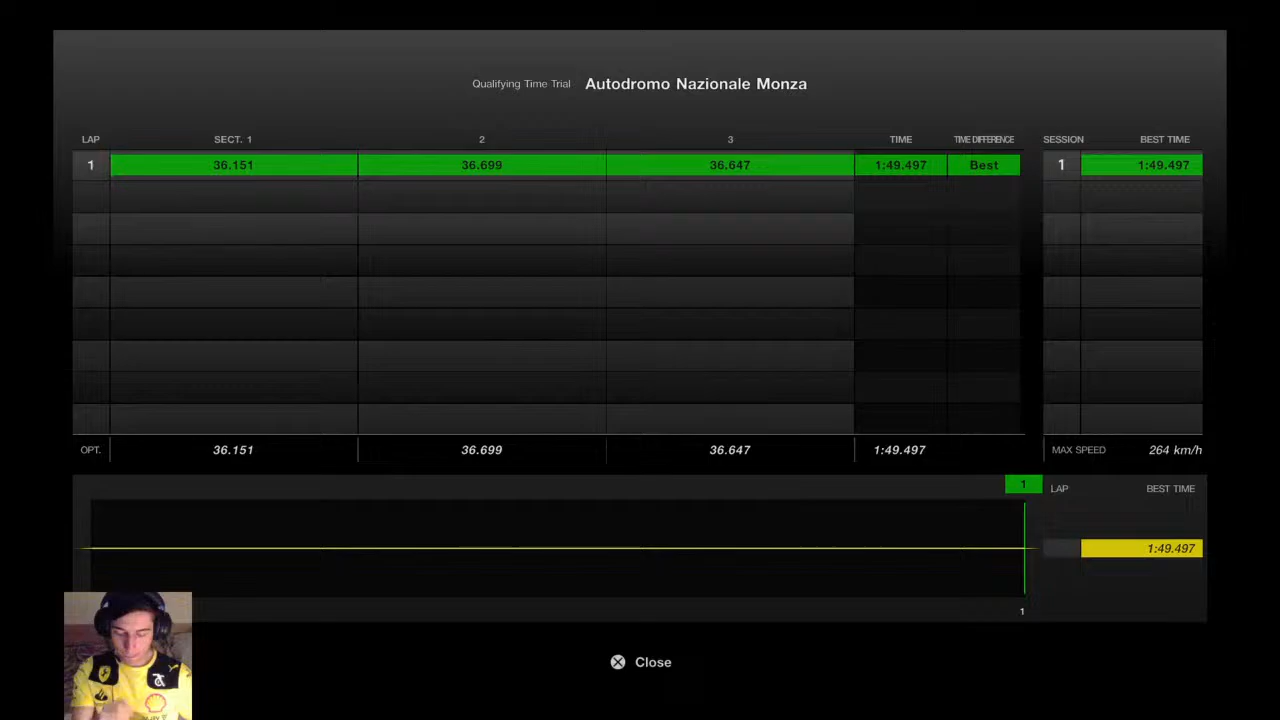 Qualifying Time Trial Autodromo Nazionale Monza
LAP SECT. 1 2 3 TIME TIME DIFFERENCE SESSION BEST TIME
1 36.151 36.699 36.647 1:49.497 Best 1 1:49.497
OPT. 36.151 36.699 36.647 1:49.497 MAX SPEED 264 km/h
1 LAP BEST TIME
1:49.497
1
Close